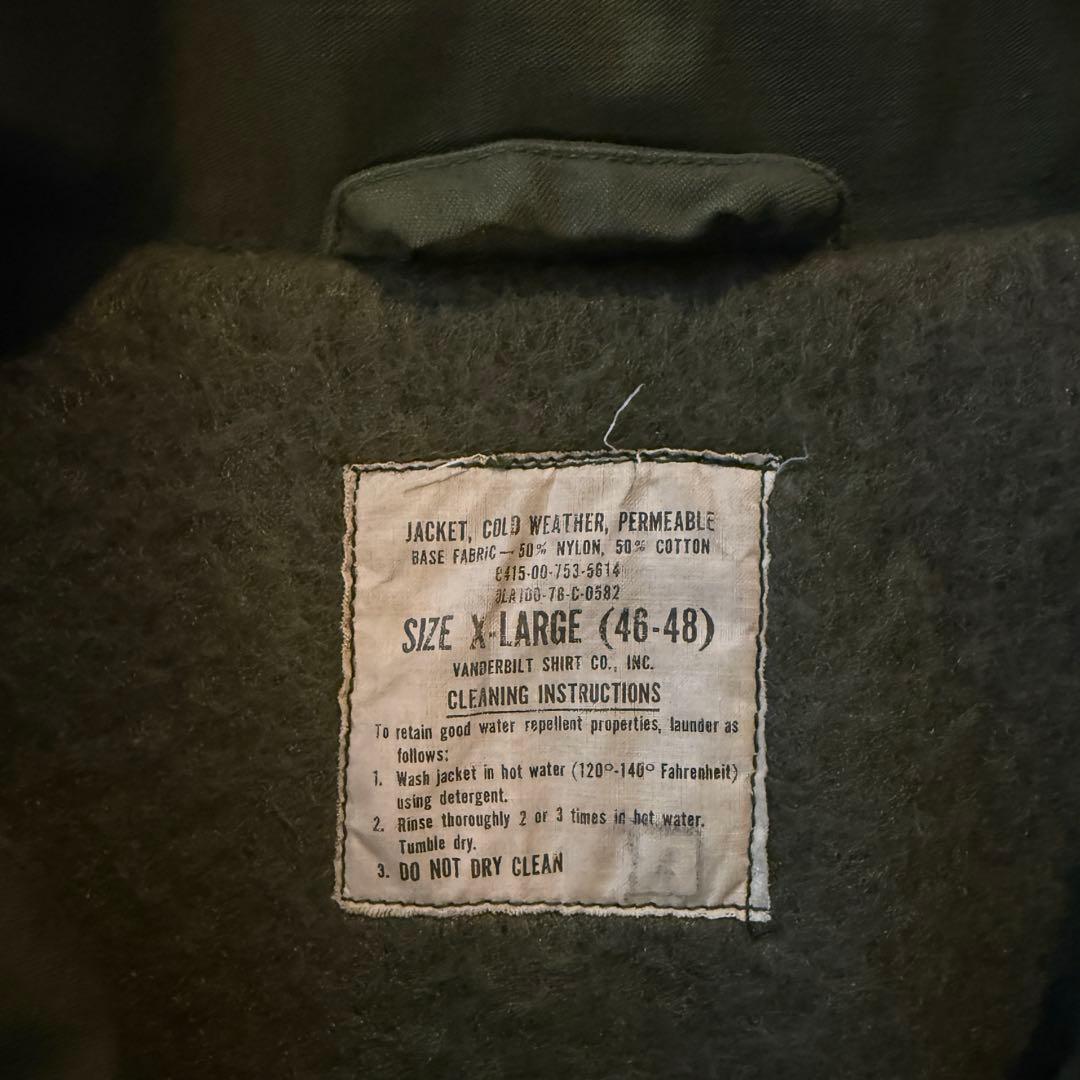 JACKET, COLD WEATHER, PERMEABLE
BASE FABRIC — 50% NYLON, 50% COTTON
8415-00-753-5614
DLA100-78-C-0582
SIZE X-LARGE (46-48)
VANDERBILT SHIRT CO., INC.
CLEANING INSTRUCTIONS
To retain good water repellent properties, launder as
follows:
1. Wash jacket in hot water (120°-140° Fahrenheit)
using detergent.
2. Rinse thoroughly 2 or 3 times in hot water.
Tumble dry.
3. DO NOT DRY CLEAN